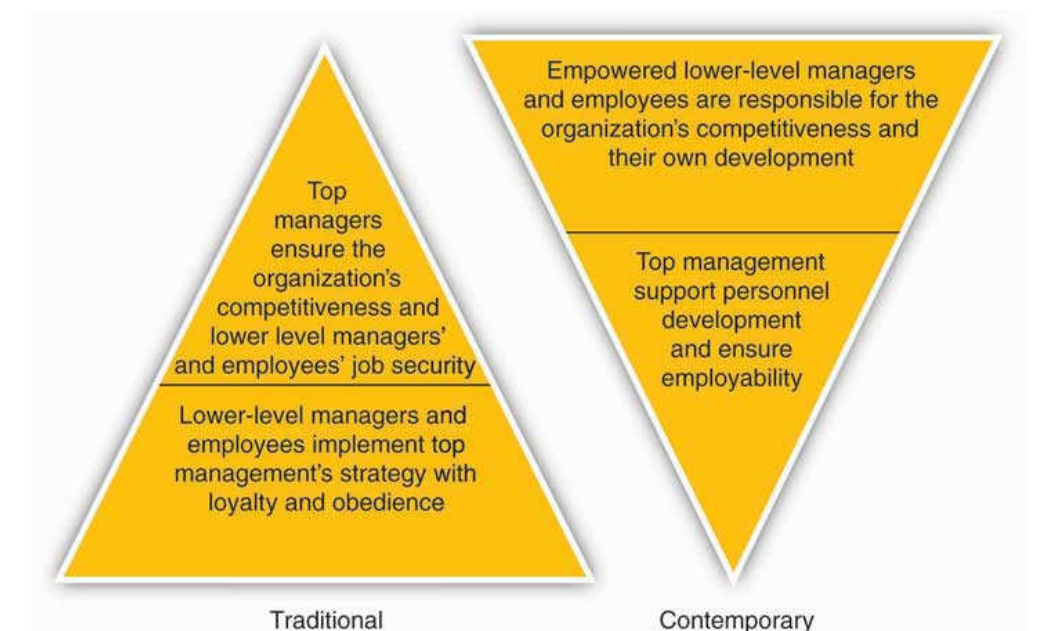 Top
managers
ensure the
organization's
competitiveness and
lower level managers'
and employees' job security
Lower-level managers and
employees implement top
management's strategy with
loyalty and obedience
Traditional
Empowered lower-level managers
and employees are responsible for the
organization's competitiveness and
their own development
Top management
support personnel
development
and ensure
employability
Contemporary